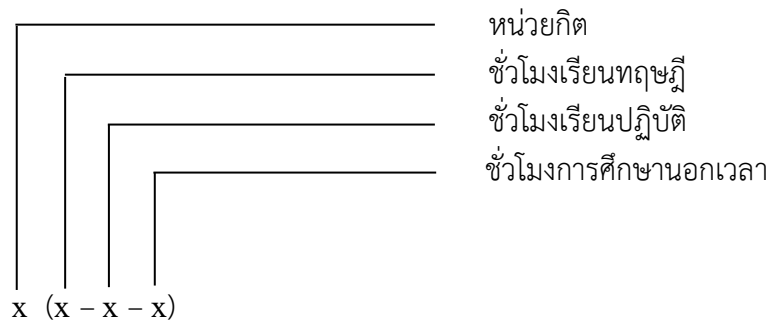 หน่วยกิต
ชั่วโมงเรียนทฤษฎี
ชั่วโมงเรียนปฏิบัติ
ชั่วโมงการศึกษานอกเวลา
x (x – x – x)